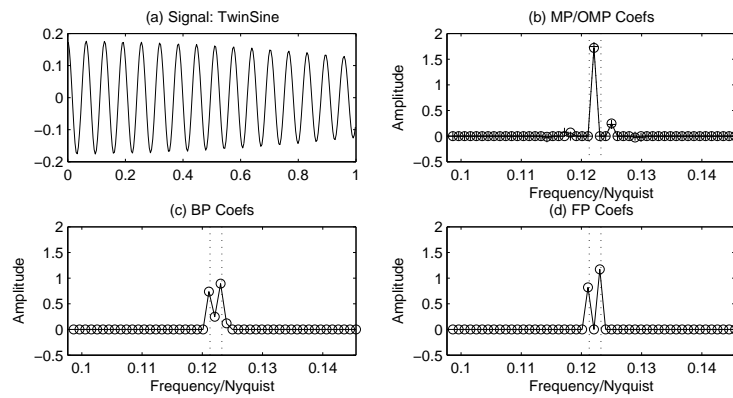 (a) Signal: TwinSine
0.2
0.1
0
−0.1
−0.2
0 0.2 0.4 0.6 0.8 1
(b) MP/OMP Coefs
Amplitude
2
1.5
1
0.5
0
−0.5
0.1 0.11 0.12 0.13 0.14
Frequency/Nyquist
(c) BP Coefs
Amplitude
2
1.5
1
0.5
0
−0.5
0.1 0.11 0.12 0.13 0.14
Frequency/Nyquist
(d) FP Coefs
Amplitude
2
1.5
1
0.5
0
−0.5
0.1 0.11 0.12 0.13 0.14
Frequency/Nyquist